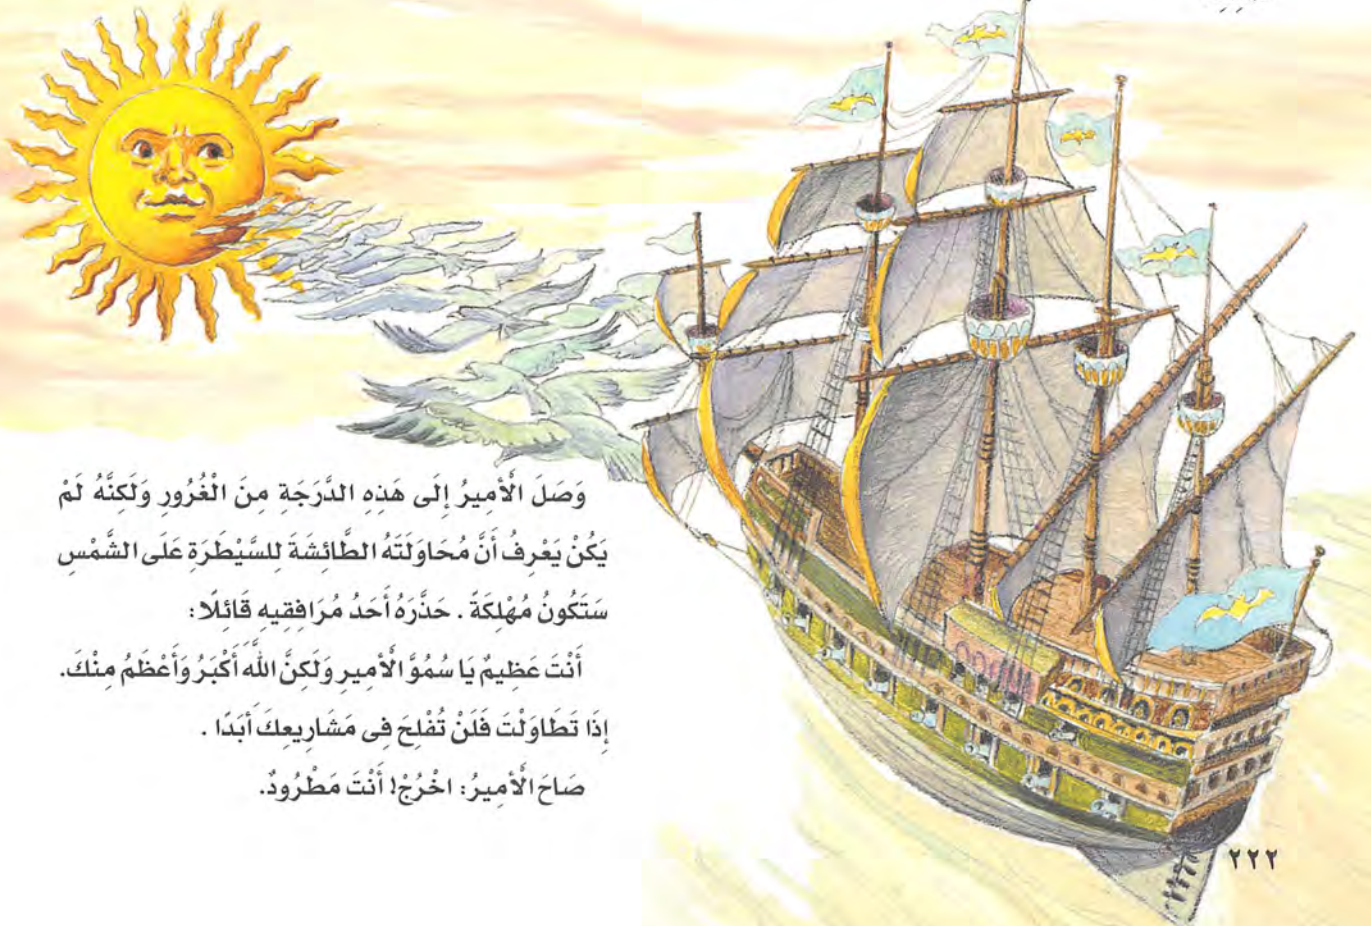 وَصَلَ الْأَمِيرُ إِلَى هَذِهِ الدَّرَجَةِ مِنَ الْغُرُورِ وَلَكِنَّهُ لَمْ
يَكُنْ يَعْرِفُ أَنَّ مُحَاوَلَتَهُ الطَّائِشَةَ لِلسَّيْطَرَةِ عَلَى الشَّمْسِ
سَتَكُونُ مُهْلِكَةً . حَذَّرَهُ أَحَدُ مُرَافِقِيهِ قَائِلًا :
أَنْتَ عَظِيمٌ يَا سُمُوَّ الْأَمِيرِ وَلَكِنَّ اللَّهَ أَكْبَرُ وَأَعْظَمُ مِنْكَ.
إِذَا تَطَاوَلْتَ فَلَنْ تُفْلِحَ فِى مَشَارِيعِكَ أَبَدًا .
صَاحَ الْأَمِيرُ: اخْرُجْ! أَنْتَ مَطْرُودٌ.
٢٢٢